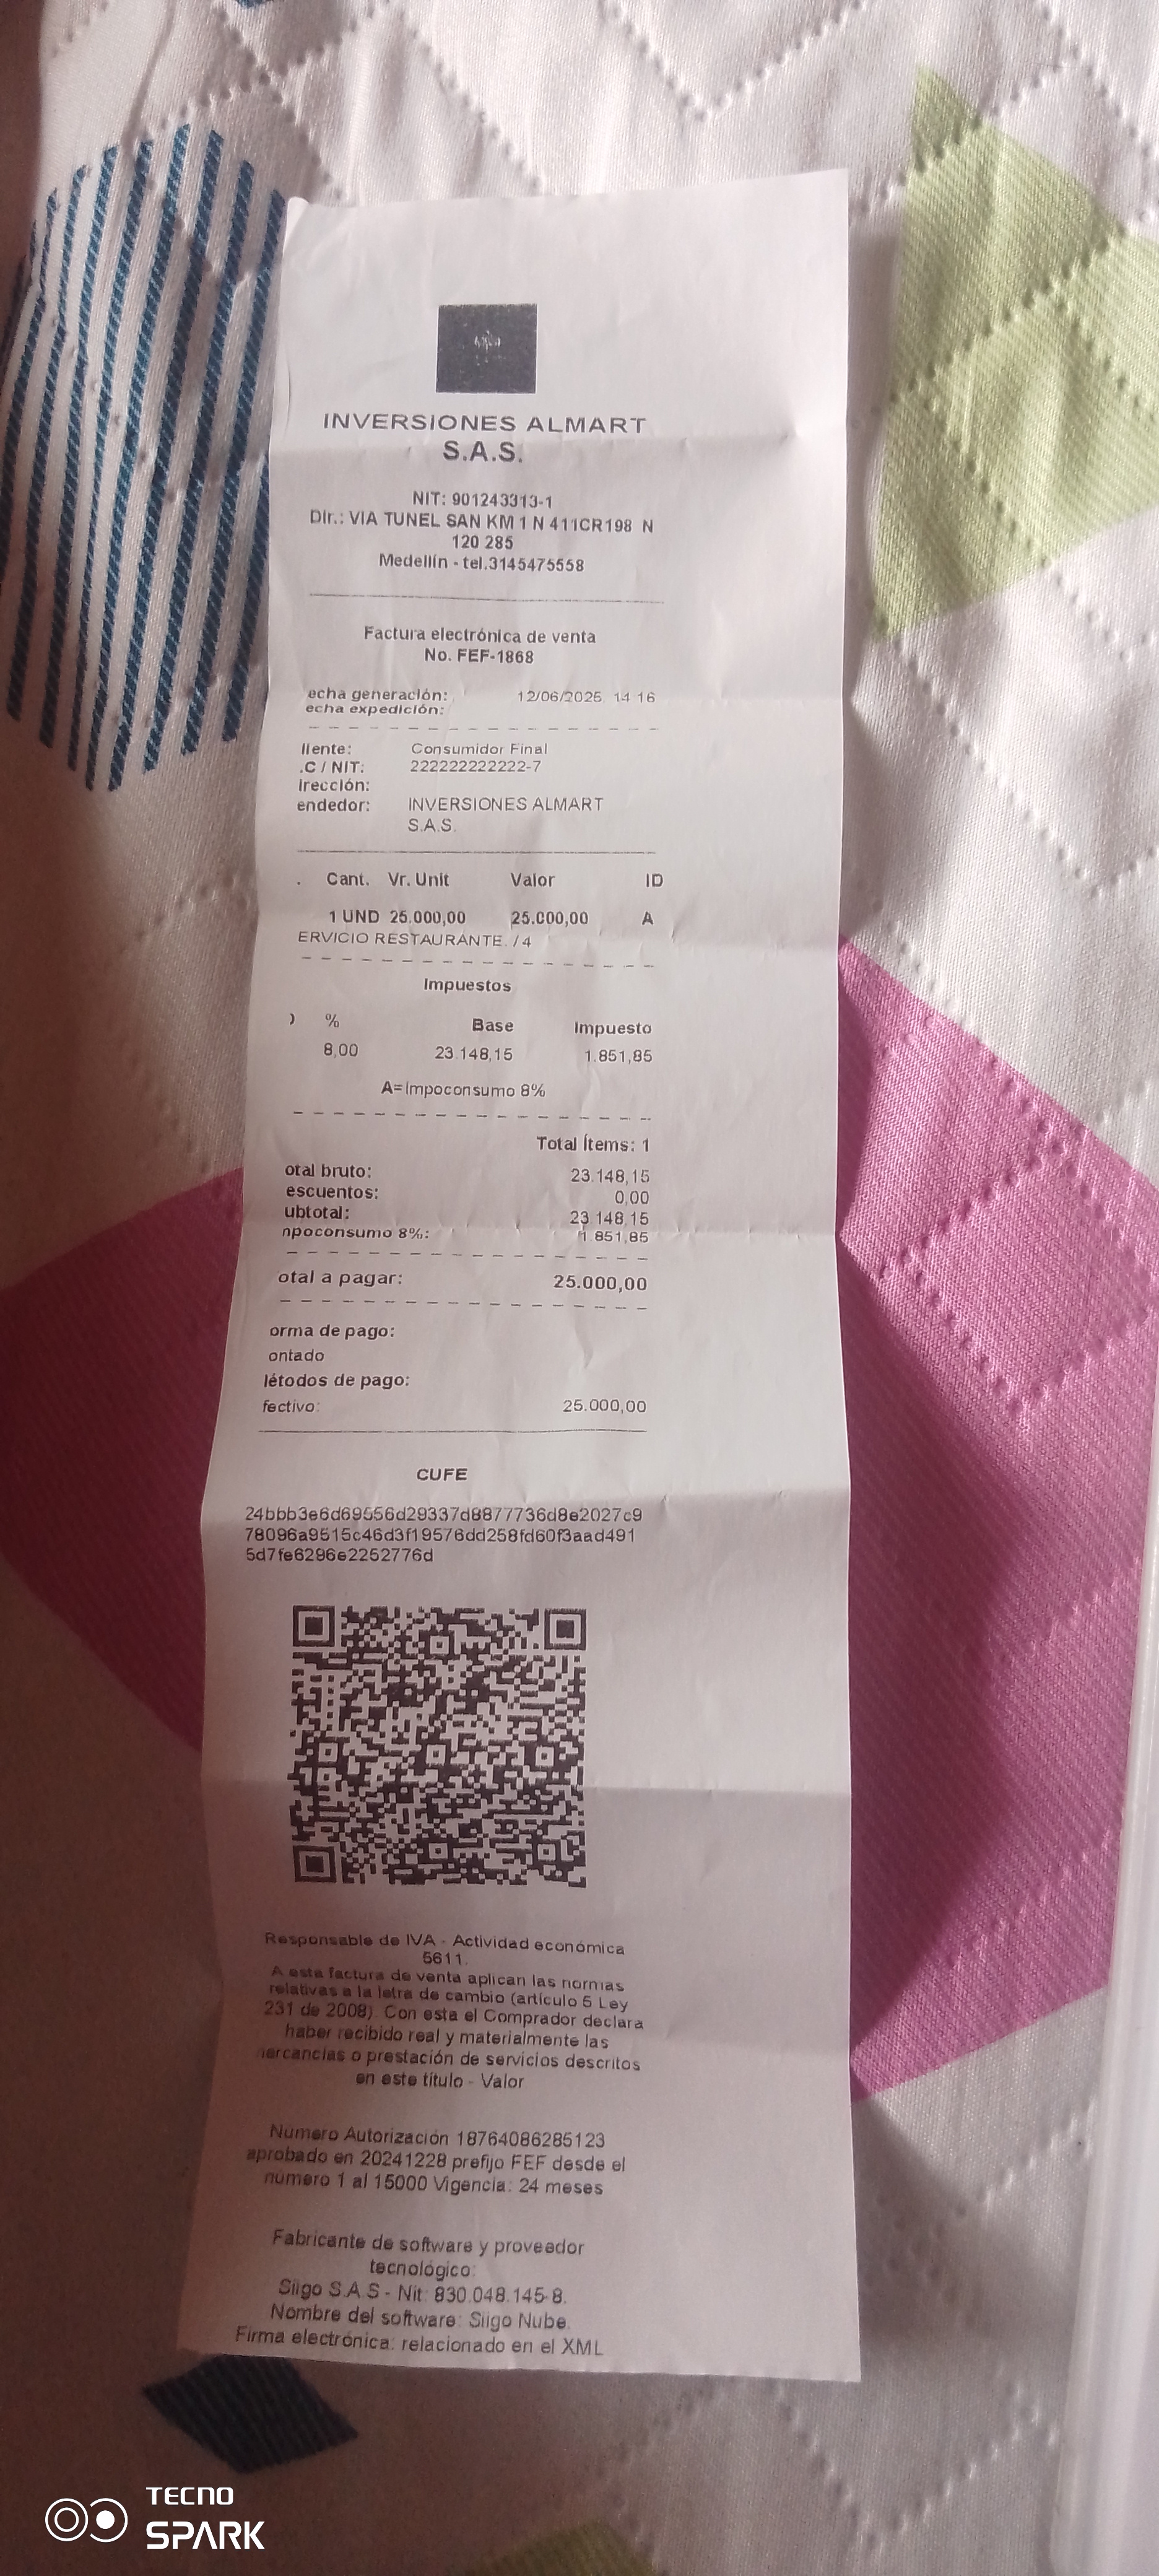 INVERSIONES ALMART
S.A.S.
NIT: 901243313-1
Dir.: VIA TUNEL SAN KM 1 N 411CR198 N
120 285
Medellín - tel.3145475558
Factura electrónica de venta
No. FEF-1868
echa generación: 12/06/2025 14 16
echa expedición:
liente: Consumidor Final
.C / NIT: 222222222222-7
irección:
endedor: INVERSIONES ALMART
S.A.S.
. Cant. Vr. Unit Valor ID
1 UND 25.000,00 25.000,00 A
ERVICIO RESTAURANTE. / 4
Impuestos
% Base Impuesto
8,00 23.148,15 1.851,85
A=Impoconsumo 8%
Total Ítems: 1
otal bruto: 23.148,15
escuentos: 0,00
ubtotal: 23.148,15
npoconsumo 8%: 1.851,85
otal a pagar: 25.000,00
orma de pago:
ontado
létodos de pago:
fectivo: 25.000,00
CUFE
24bbb3e6d69556d29337d8877736d8e2027c9
78096a9515c46d3f19576dd258fd60f3aad491
5d7fe6296e2252776d
Responsable de IVA - Actividad económica
5611.
A esta factura de venta aplican las normas
relativas a la letra de cambio (artículo 5 Ley
231 de 2008). Con esta el Comprador declara
haber recibido real y materialmente las
nercancías o prestación de servicios descritos
en este título - Valor
Número Autorización 18764086285123
aprobado en 20241228 prefijo FEF desde el
número 1 al 15000 Vigencia: 24 meses
Fabricante de software y proveedor
tecnológico:
Siigo S.A.S - Nit: 830.048.145-8.
Nombre del software: Siigo Nube.
Firma electrónica: relacionado en el XML
TECNO
SPARK